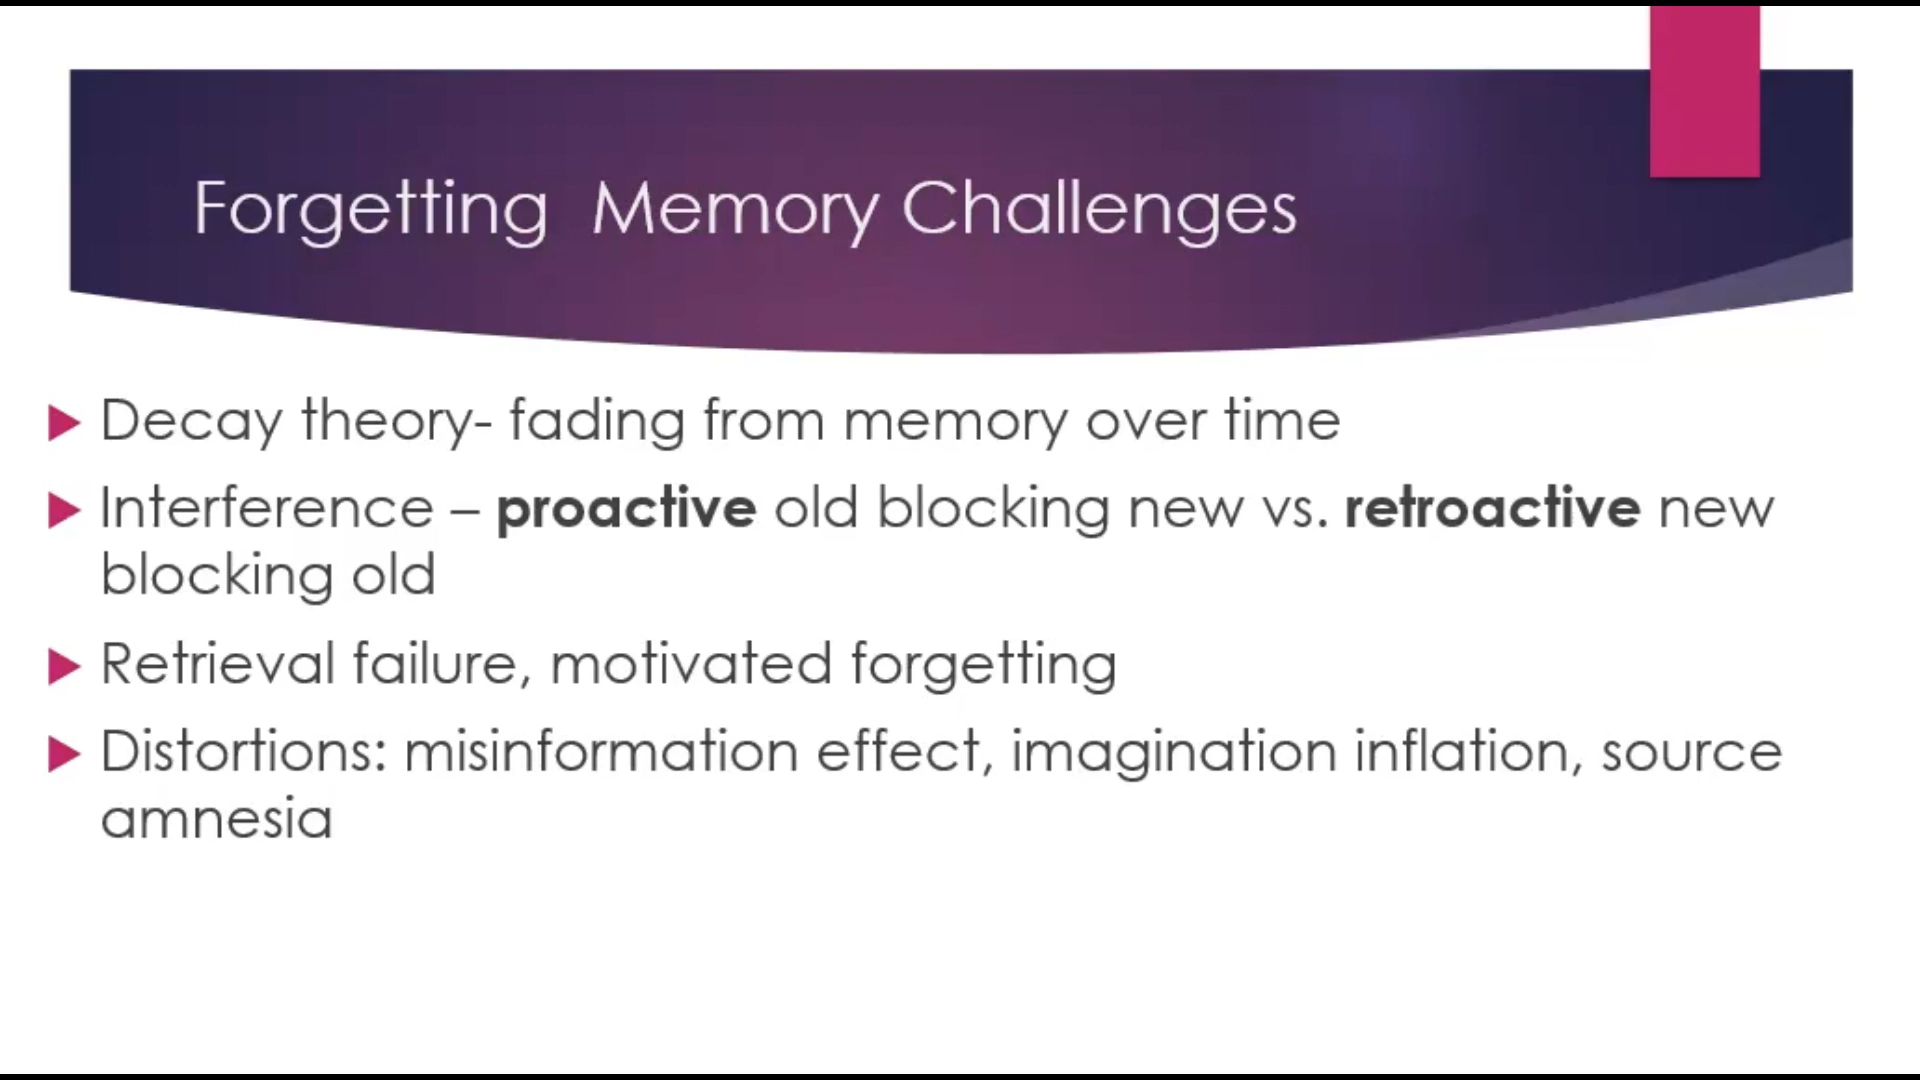 Forgetting  Memory Challenges
Decay theory- fading from memory over time
Interference – proactive old blocking new vs. retroactive new
blocking old
Retrieval failure, motivated forgetting
Distortions: misinformation effect, imagination inflation, source
amnesia